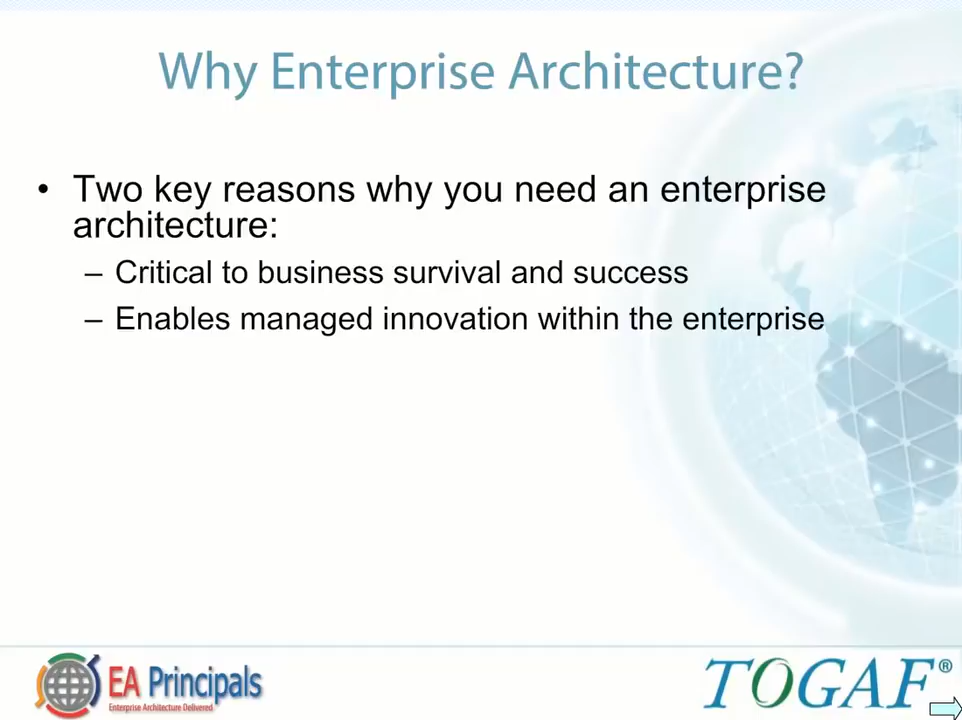 Why Enterprise Architecture?
• Two key reasons why you need an enterprise
architecture:
– Critical to business survival and success
– Enables managed innovation within the enterprise
EA Principals
Enterprise Architecture Delivered
TOGAF®